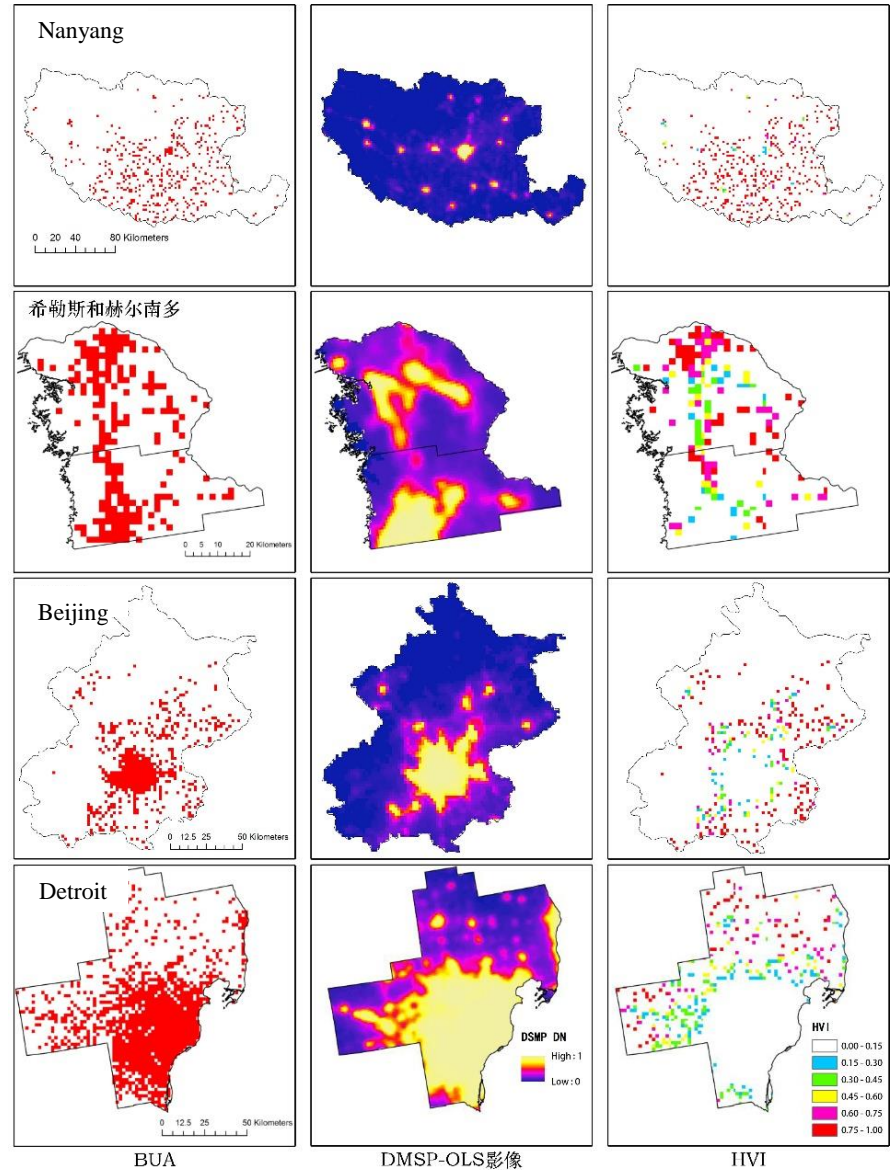 Nanyang
0 20 40 80 Kilometers
希勒斯和赫尔南多
0 5 10 20 Kilometers
Beijing
0 12.5 25 50 Kilometers
Detroit
0 12.5 25 50 Kilometers
DSMP DN
High : 1
Low : 0
HVI
0.00 - 0.15
0.15 - 0.30
0.30 - 0.45
0.45 - 0.60
0.60 - 0.75
0.75 - 1.00
BUA
DMSP-OLS影像
HVI